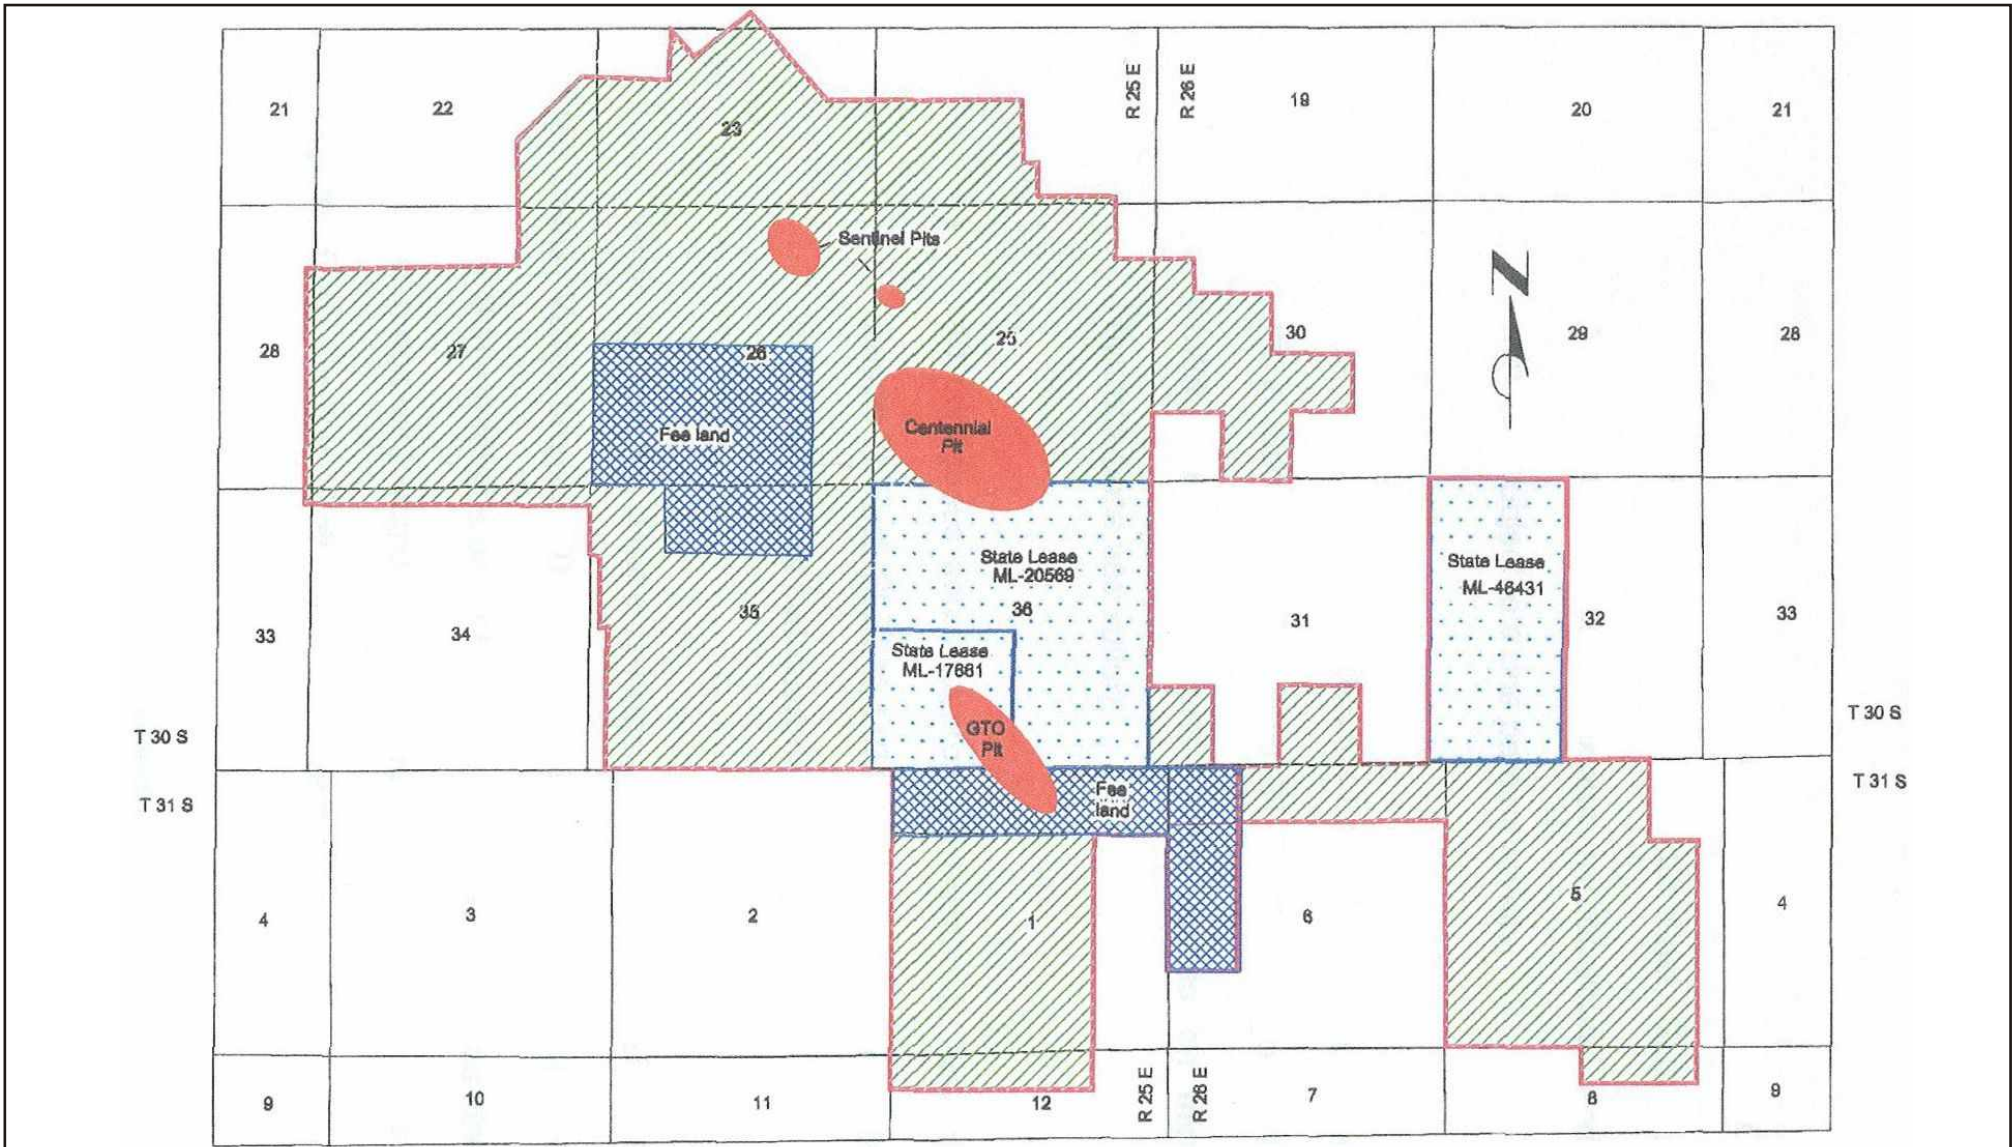 R 25 E
R 26 E
21
22
23
19
20
21
Sentinel Pits
28
27
26
25
30
29
28
Fee land
Centennial
Pit
State Lease
ML-20569
36
State Lease
ML-46431
33
34
35
31
32
33
State Lease
ML-17661
GTO
Pit
T 30 S
T 30 S
T 31 S
T 31 S
Fee
land
4
3
2
1
6
5
4
R 25 E
R 26 E
9
10
11
12
7
8
9
N